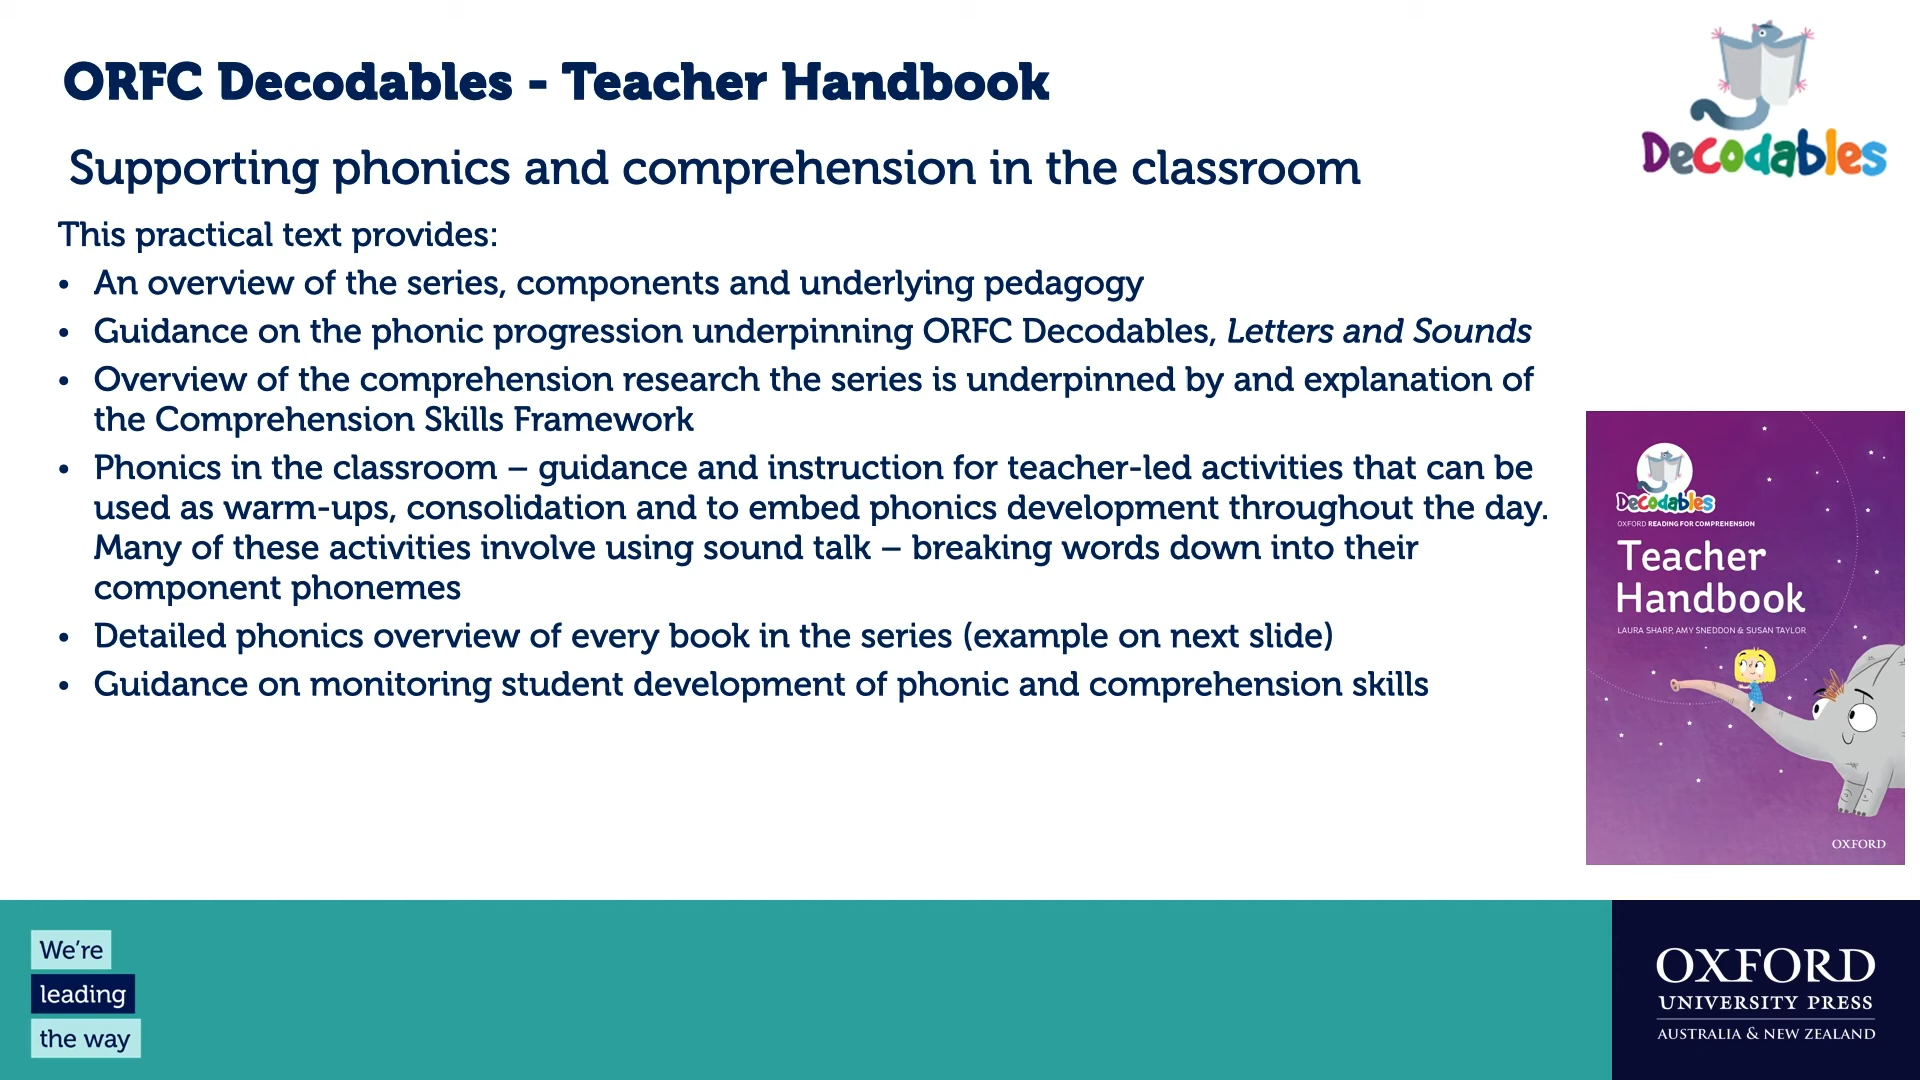 ORFC Decodables - Teacher Handbook
Decodables
Supporting phonics and comprehension in the classroom
This practical text provides:
• An overview of the series, components and underlying pedagogy
• Guidance on the phonic progression underpinning ORFC Decodables, Letters and Sounds
• Overview of the comprehension research the series is underpinned by and explanation of
the Comprehension Skills Framework
• Phonics in the classroom – guidance and instruction for teacher-led activities that can be
used as warm-ups, consolidation and to embed phonics development throughout the day.
Many of these activities involve using sound talk – breaking words down into their
component phonemes
• Detailed phonics overview of every book in the series (example on next slide)
• Guidance on monitoring student development of phonic and comprehension skills
Decodables
OXFORD READING FOR COMPREHENSION
Teacher
Handbook
LAURA SHARP, AMY SNEDDON & SUSAN TAYLOR
OXFORD
We're
leading
the way
OXFORD
UNIVERSITY PRESS
AUSTRALIA & NEW ZEALAND